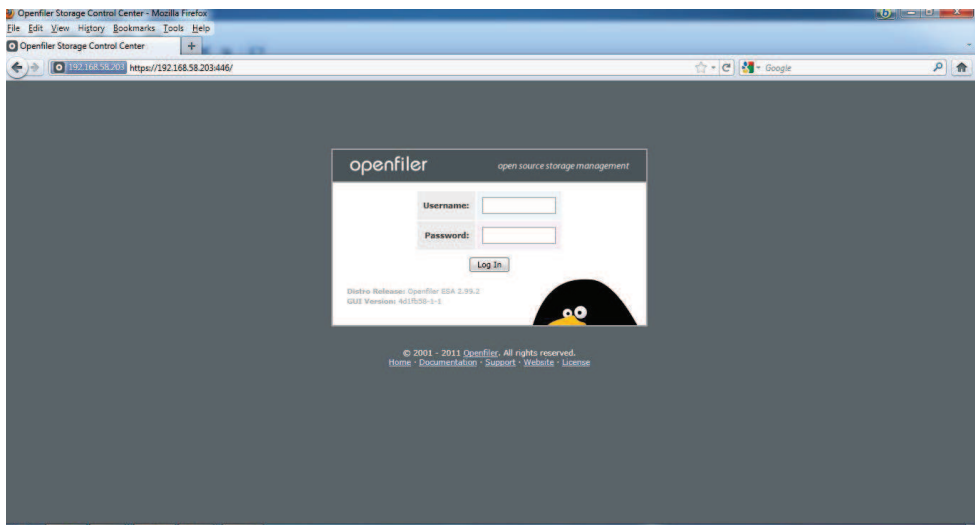 Openfiler Storage Control Center - Mozilla Firefox
File Edit View History Bookmarks Tools Help
Openfiler Storage Control Center +
192.168.58.203 https://192.168.58.203:446/ Google
openfiler open source storage management
Username:
Password:
Log In
Distro Release: Openfiler ESA 2.99.2
GUI Version:
© 2001 - 2011 Openfiler. All rights reserved.
Home · Documentation · Support · Website · License